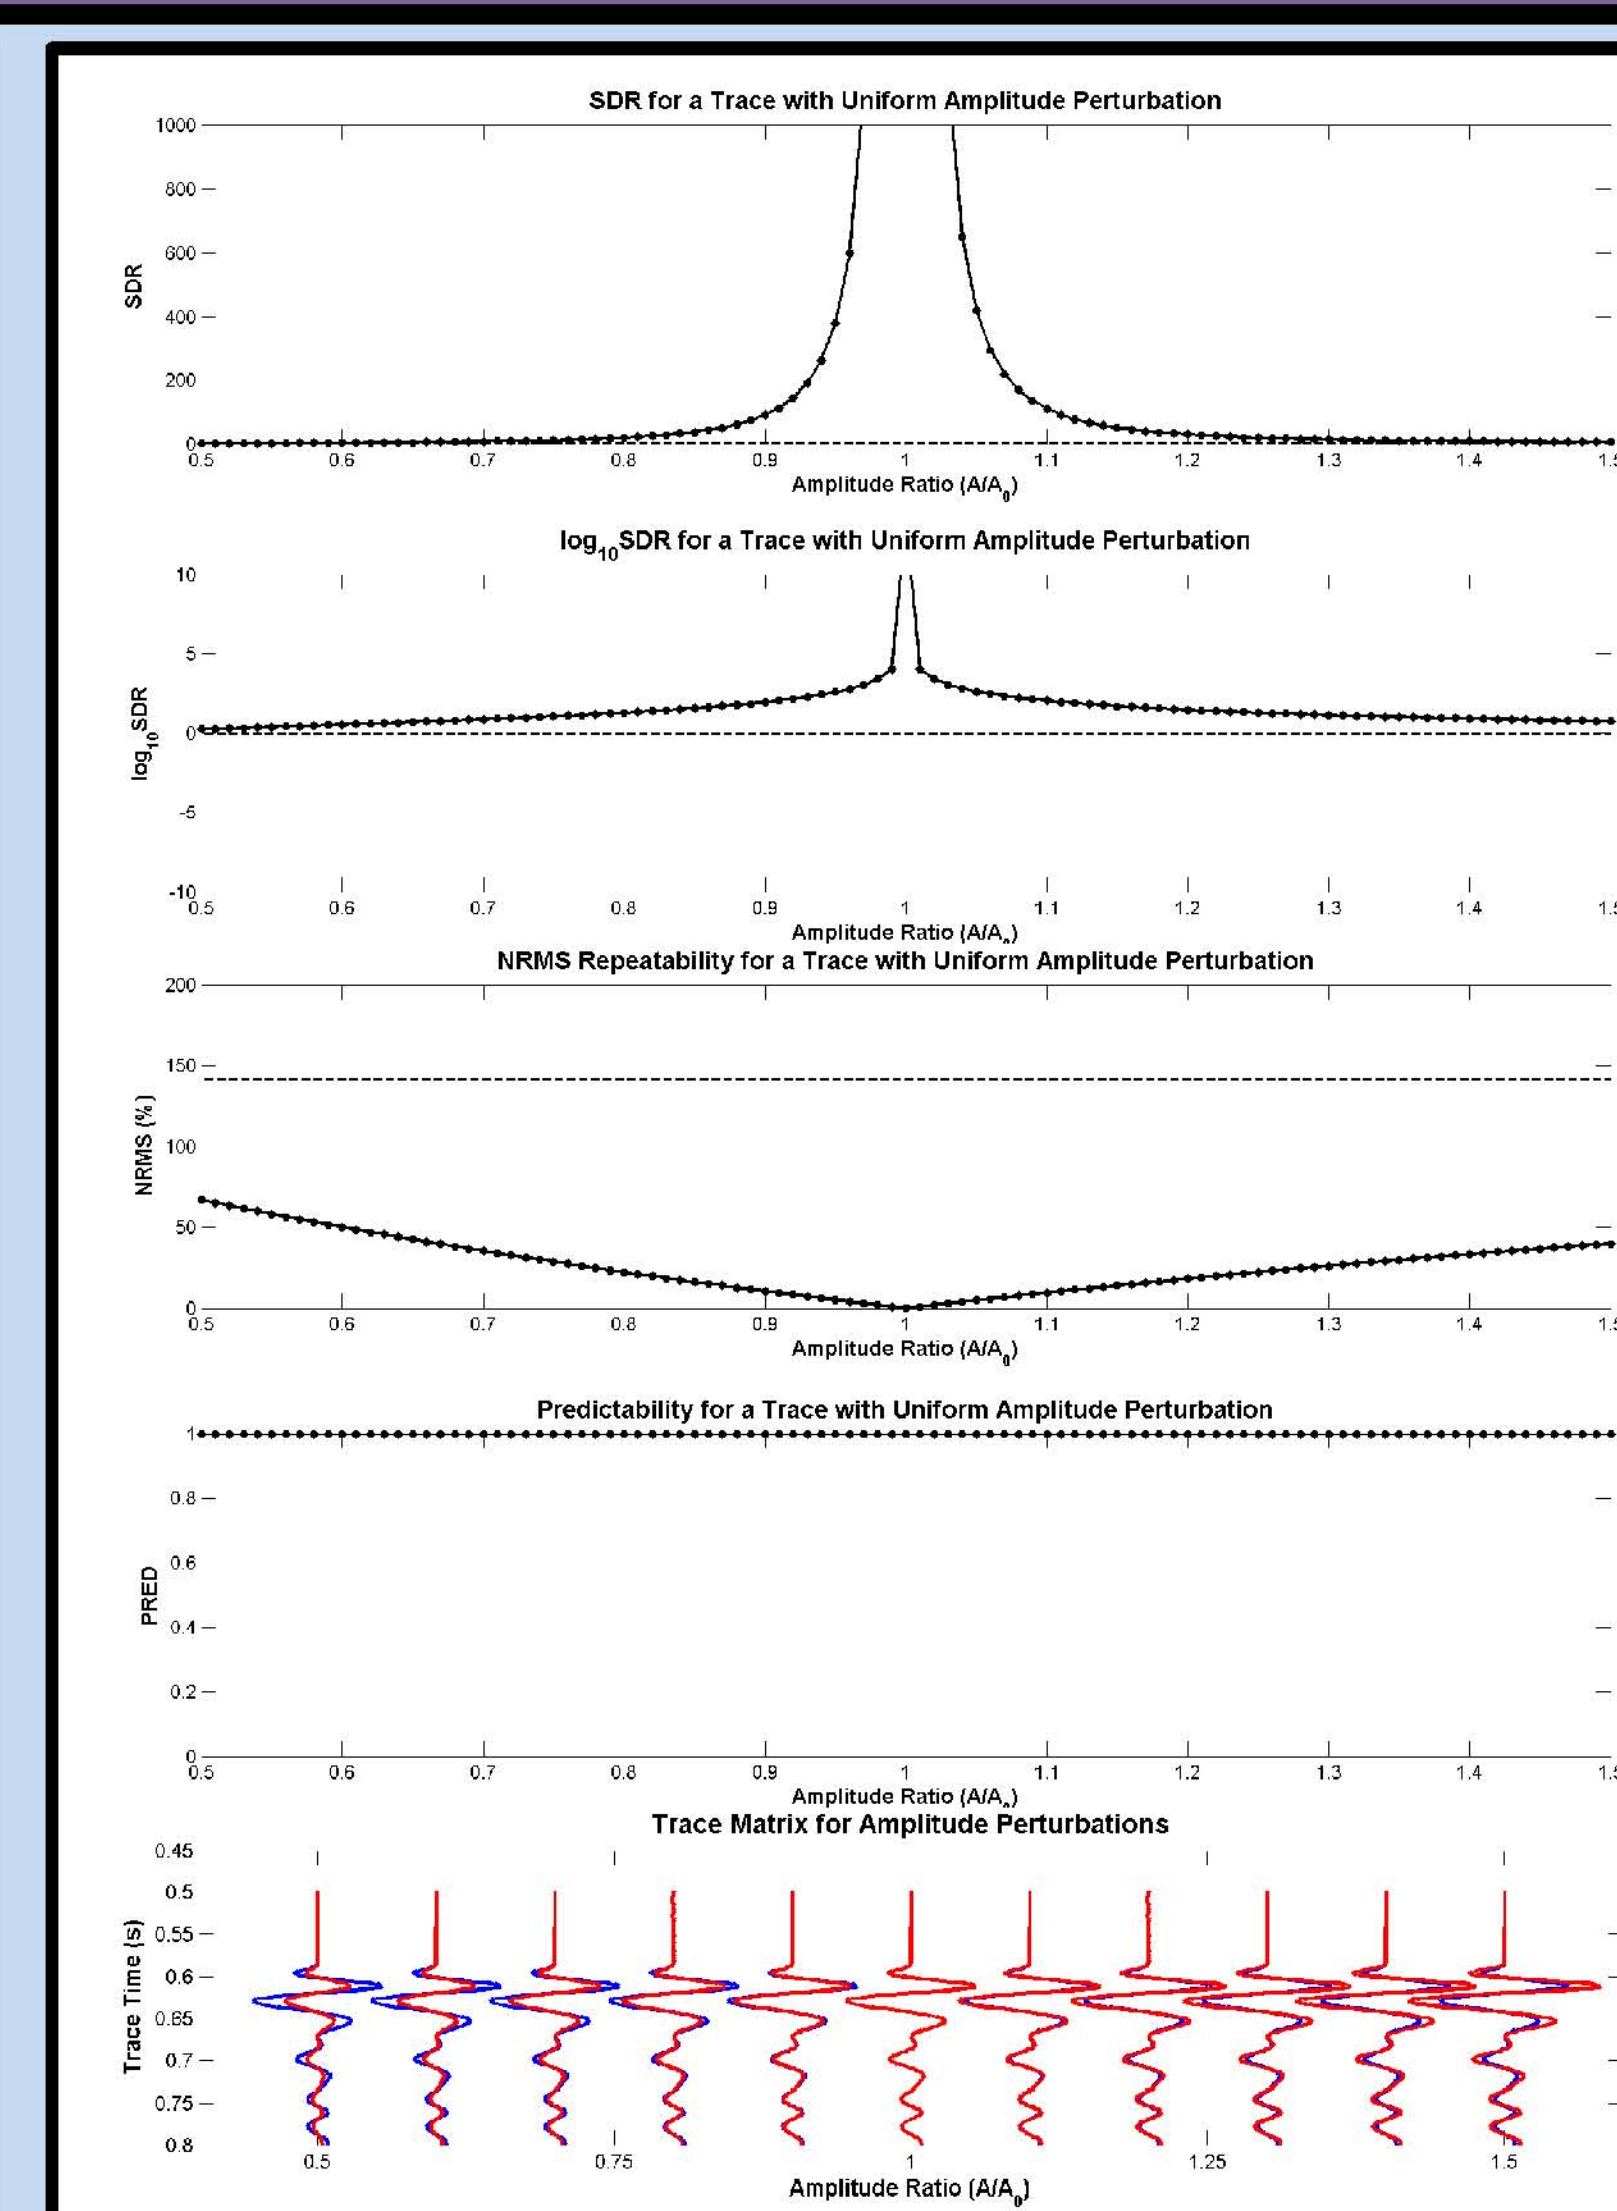 SDR for a Trace with Uniform Amplitude Perturbation
1000
800
600
400
200
0
SDR
0.5 0.6 0.7 0.8 0.9 1 1.1 1.2 1.3 1.4
Amplitude Ratio (A/A0)
log10SDR for a Trace with Uniform Amplitude Perturbation
10
5
0
-5
-10
log10SDR
0.5 0.6 0.7 0.8 0.9 1 1.1 1.2 1.3 1.4
Amplitude Ratio (A/A
NRMS Repeatability for a Trace with Uniform Amplitude Perturbation
200
150
100
50
0
NRMS (%)
0.5 0.6 0.7 0.8 0.9 1 1.1 1.2 1.3 1.4
Amplitude Ratio (A/A0)
Predictability for a Trace with Uniform Amplitude Perturbation
1
0.8
0.6
0.4
0.2
0
PRED
0.5 0.6 0.7 0.8 0.9 1 1.1 1.2 1.3 1.4
Amplitude Ratio (A/A
Trace Matrix for Amplitude Perturbations
0.45
0.5
0.55
0.6
0.65
0.7
0.75
0.8
Trace Time (s)
0.5 0.75 1 1.25 1.5
Amplitude Ratio (A/A0)